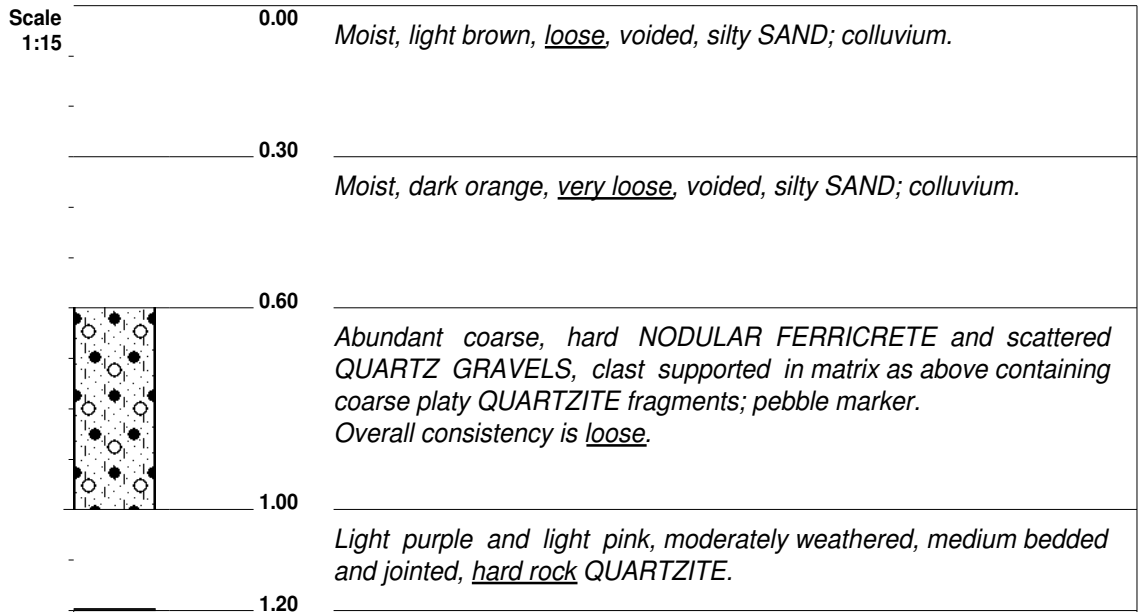 Scale
1:15
0.00
Moist, light brown, loose, voided, silty SAND; colluvium.
0.30
Moist, dark orange, very loose, voided, silty SAND; colluvium.
0.60
Abundant coarse, hard NODULAR FERRICRETE and scattered
QUARTZ GRAVELS, clast supported in matrix as above containing
coarse platy QUARTZITE fragments; pebble marker.
Overall consistency is loose.
1.00
Light purple and light pink, moderately weathered, medium bedded
and jointed, hard rock QUARTZITE.
1.20